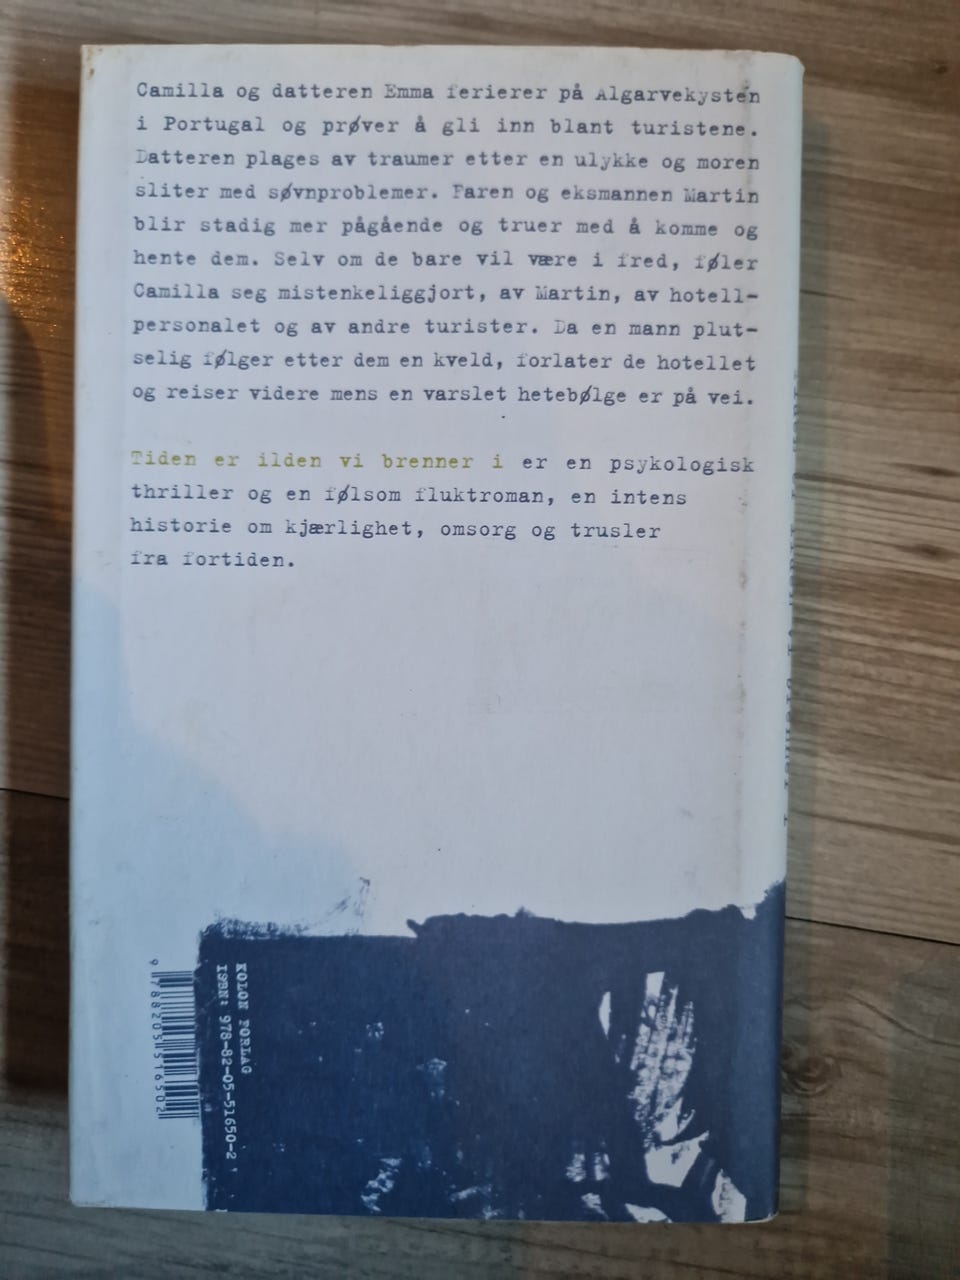 Camilla og datteren Emma ferierer på Algarvekysten
i Portugal og prøver å gli inn blant turistene.
Datteren plages av traumer etter en ulykke og moren
sliter med søvnproblemer. Faren og eksmannen Martin
blir stadig mer pågående og truer med å komme og
hente dem. Selv om de bare vil være i fred, føler
Camilla seg mistenkeliggjort, av Martin, av hotell-
personalet og av andre turister. Da en mann plut-
selig følger etter dem en kveld, forlater de hotellet
og reiser videre mens en varslet hetebølge er på vei.
Tiden er ilden vi brenner i er en psykologisk
thriller og en følsom fluktroman, en intens
historie om kjærlighet, omsorg og trusler
fra fortiden.
KOLON FORLAG
ISBN: 978-82-05-51650-2
9 788205 516502